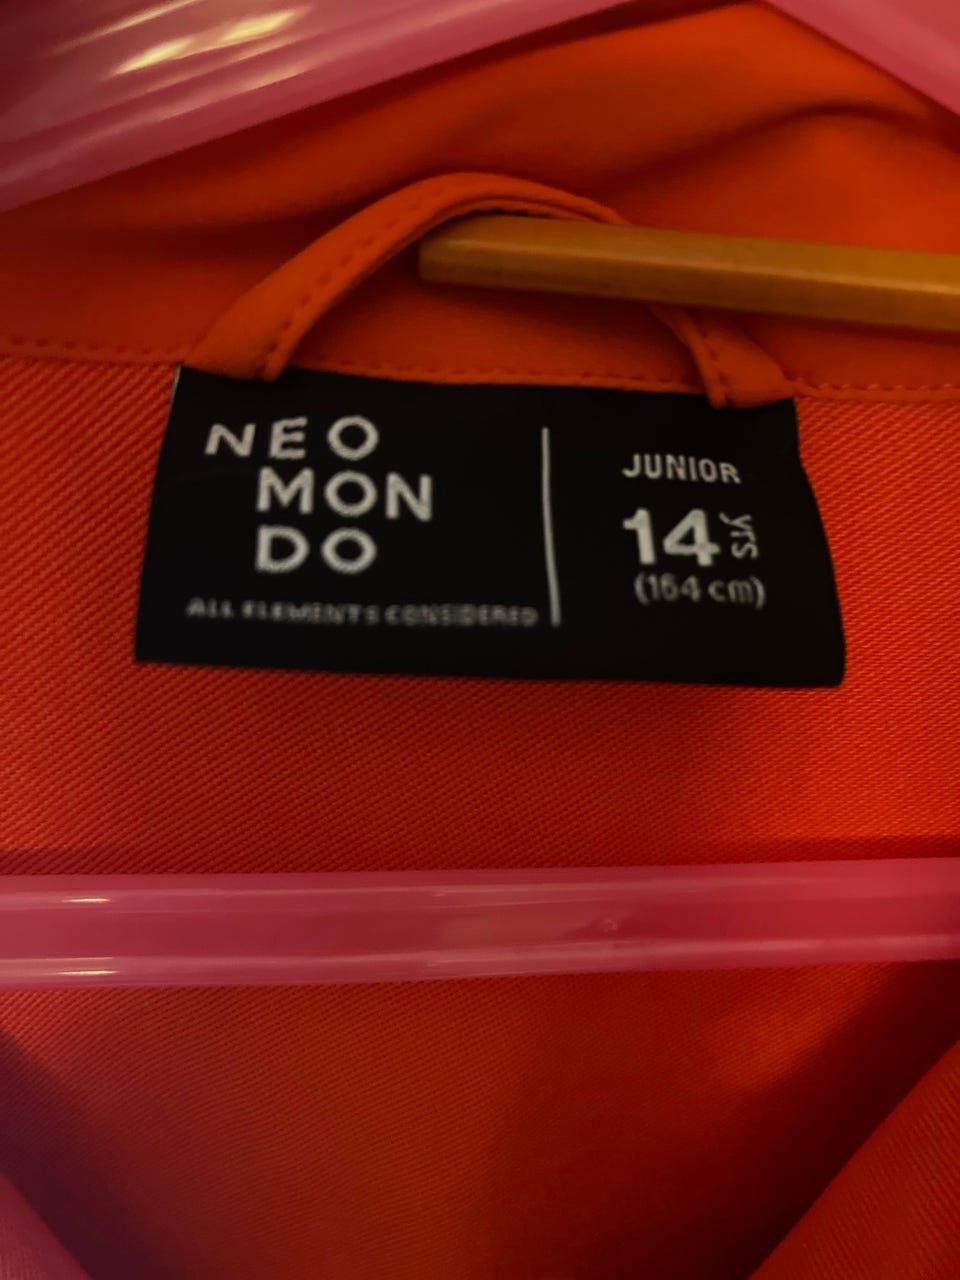 NEO
MON
DO
ALL ELEMENTS CONSIDERED
JUNIOR
14 yrs
(164 cm)